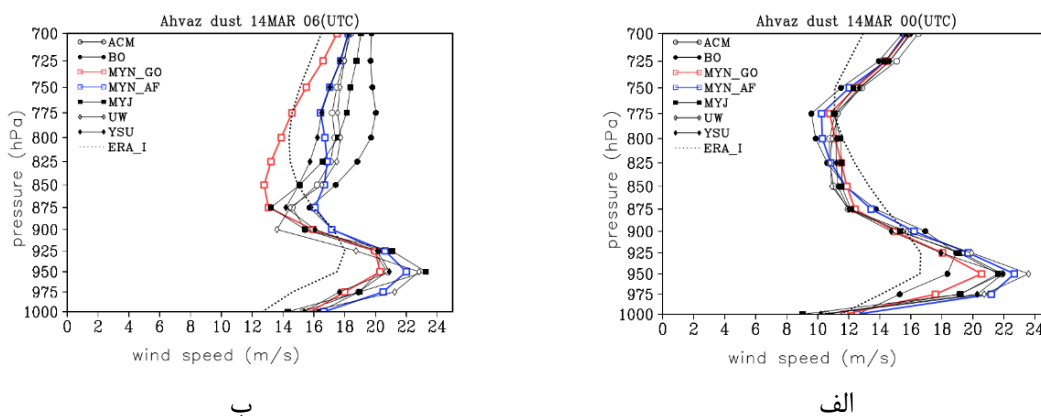 Ahvaz dust 14MAR 06(UTC)
700
725
750
775
800
825
850
875
900
925
950
975
1000
pressure (hPa)
ACM
BO
MYN_GO
MYN_AF
MYJ
UW
YSU
ERA_I
0 2 4 6 8 10 12 14 16 18 20 22 24
wind speed (m/s)
ب
Ahvaz dust 14MAR 00(UTC)
700
725
750
775
800
825
850
875
900
925
950
975
1000
pressure (hPa)
ACM
BO
MYN_GO
MYN_AF
MYJ
UW
YSU
ERA_I
0 2 4 6 8 10 12 14 16 18 20 22 24
wind speed (m/s)
الف